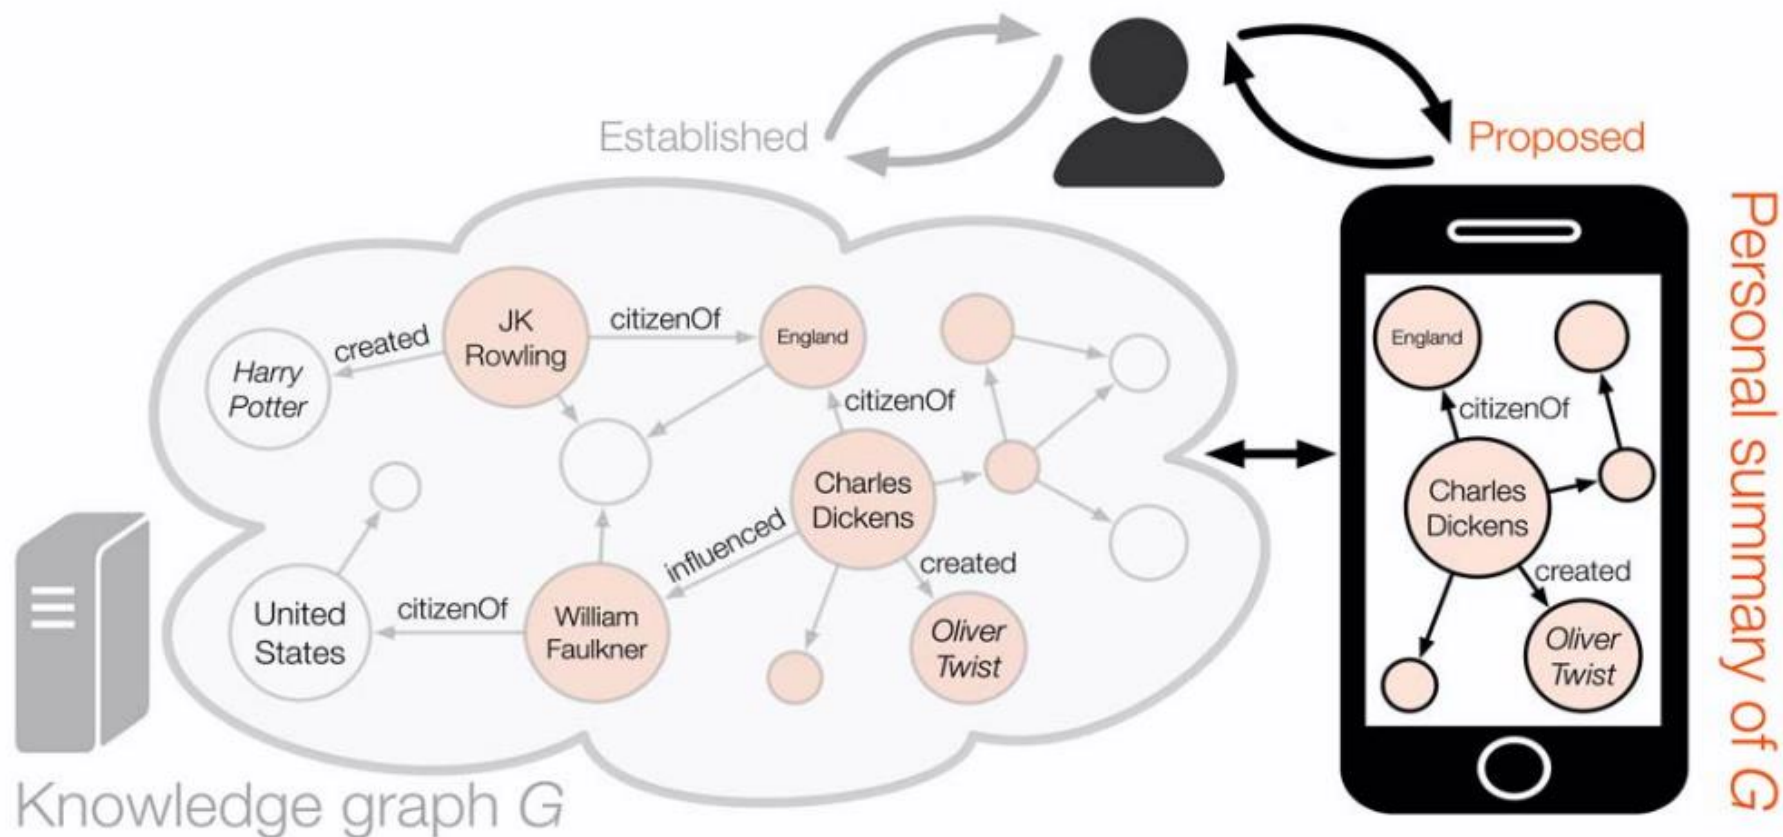 Established
Proposed
JK
Rowling
citizenOf
England
created
Harry
Potter
citizenOf
Charles
Dickens
influenced
created
United
States
citizenOf
William
Faulkner
Oliver
Twist
Knowledge graph G
England
citizenOf
Charles
Dickens
created
Oliver
Twist
Personal summary of G